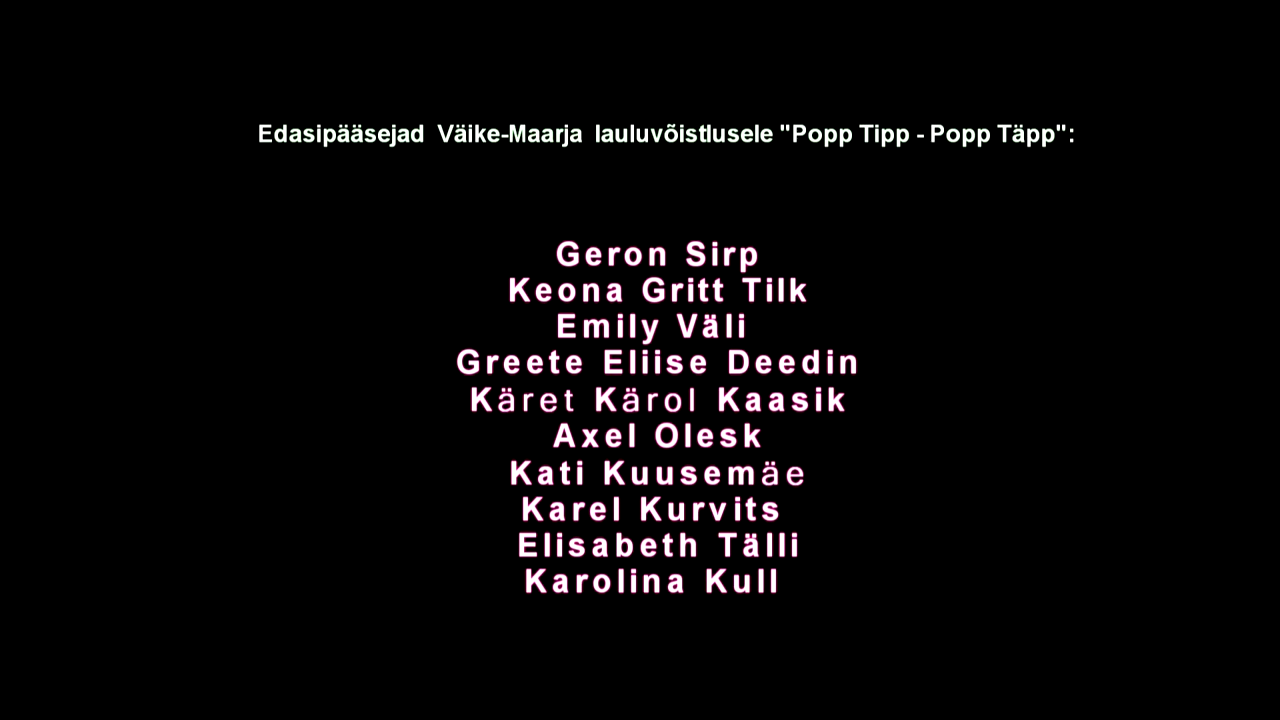 Edasipääsejad Väike-Maarja lauluvõistlusele "Popp Tipp - Popp Täpp":
Geron Sirp
Keona Gritt Tilk
Emily Väli
Greete Eliise Deedin
Käret Kärol Kaasik
Axel Olesk
Kati Kuusemäe
Karel Kurvits
Elisabeth Tälli
Karolina Kull